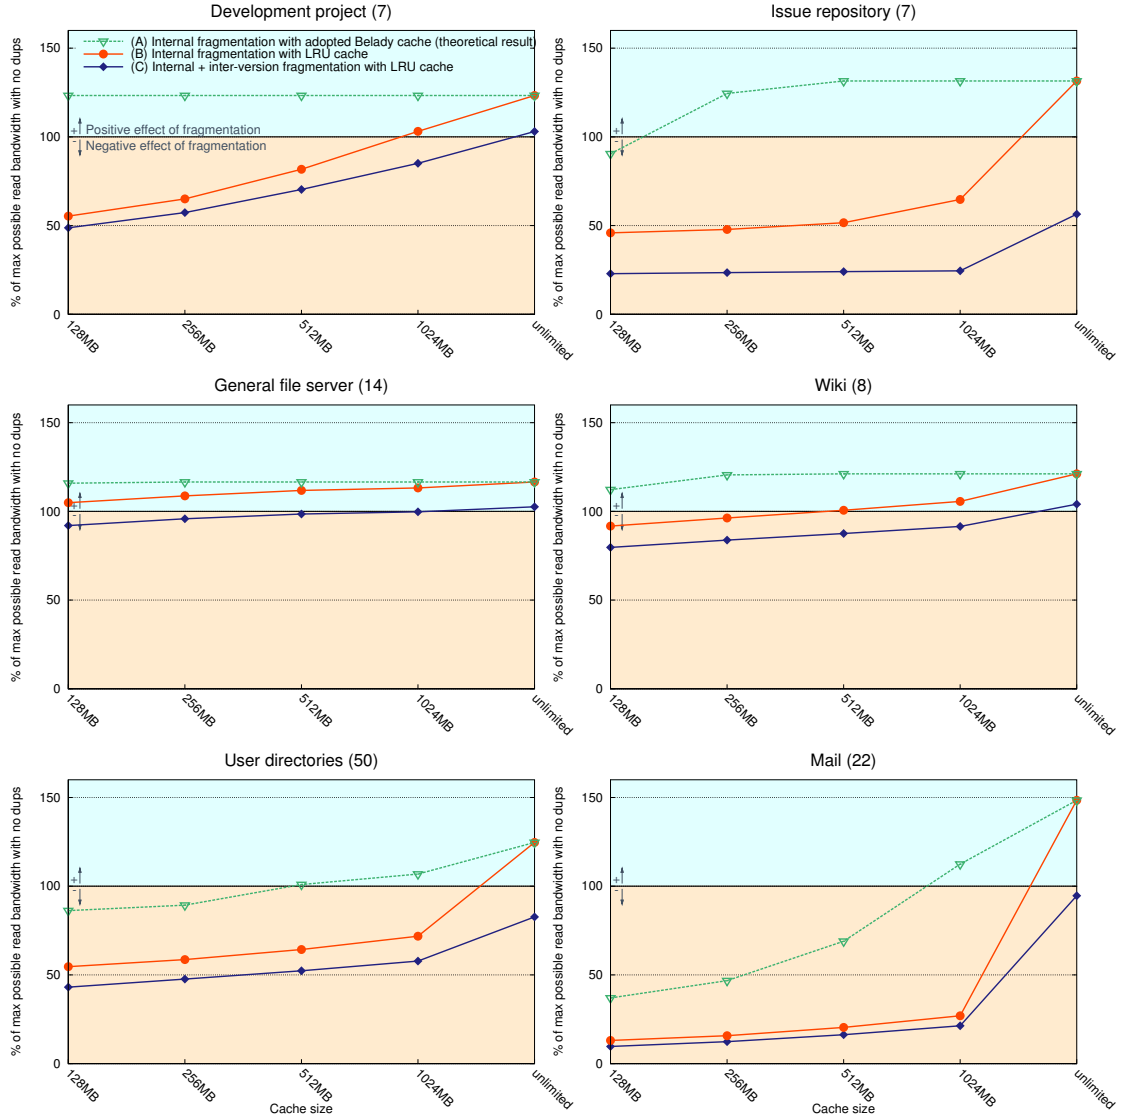 Development project (7)
% of max possible read bandwidth with no dups
150
100
50
0
(A) Internal fragmentation with adopted Belady cache (theoretical result)
(B) Internal fragmentation with LRU cache
(C) Internal + inter-version fragmentation with LRU cache
+ Positive effect of fragmentation
- Negative effect of fragmentation
128MB
256MB
512MB
1024MB
unlimited
Issue repository (7)
% of max possible read bandwidth with no dups
150
100
50
0
+
-
128MB
256MB
512MB
1024MB
unlimited
General file server (14)
% of max possible read bandwidth with no dups
150
100
50
0
+
-
128MB
256MB
512MB
1024MB
unlimited
Wiki (8)
% of max possible read bandwidth with no dups
150
100
50
0
+
-
128MB
256MB
512MB
1024MB
unlimited
User directories (50)
% of max possible read bandwidth with no dups
150
100
50
0
+
-
128MB
256MB
512MB
1024MB
unlimited
Cache size
Mail (22)
% of max possible read bandwidth with no dups
150
100
50
0
+
-
128MB
256MB
512MB
1024MB
unlimited
Cache size